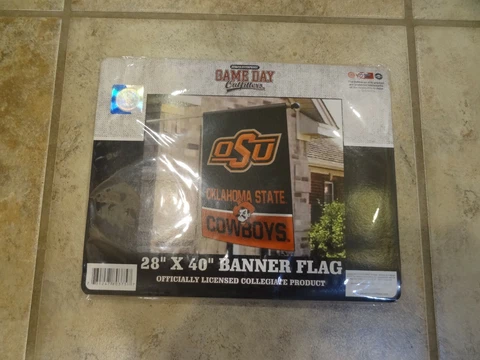 GAME DAY
Outfitters
OSU
OKLAHOMA STATE
COWBOYS
28" X 40" BANNER FLAG
OFFICIALLY LICENSED COLLEGIATE PRODUCT